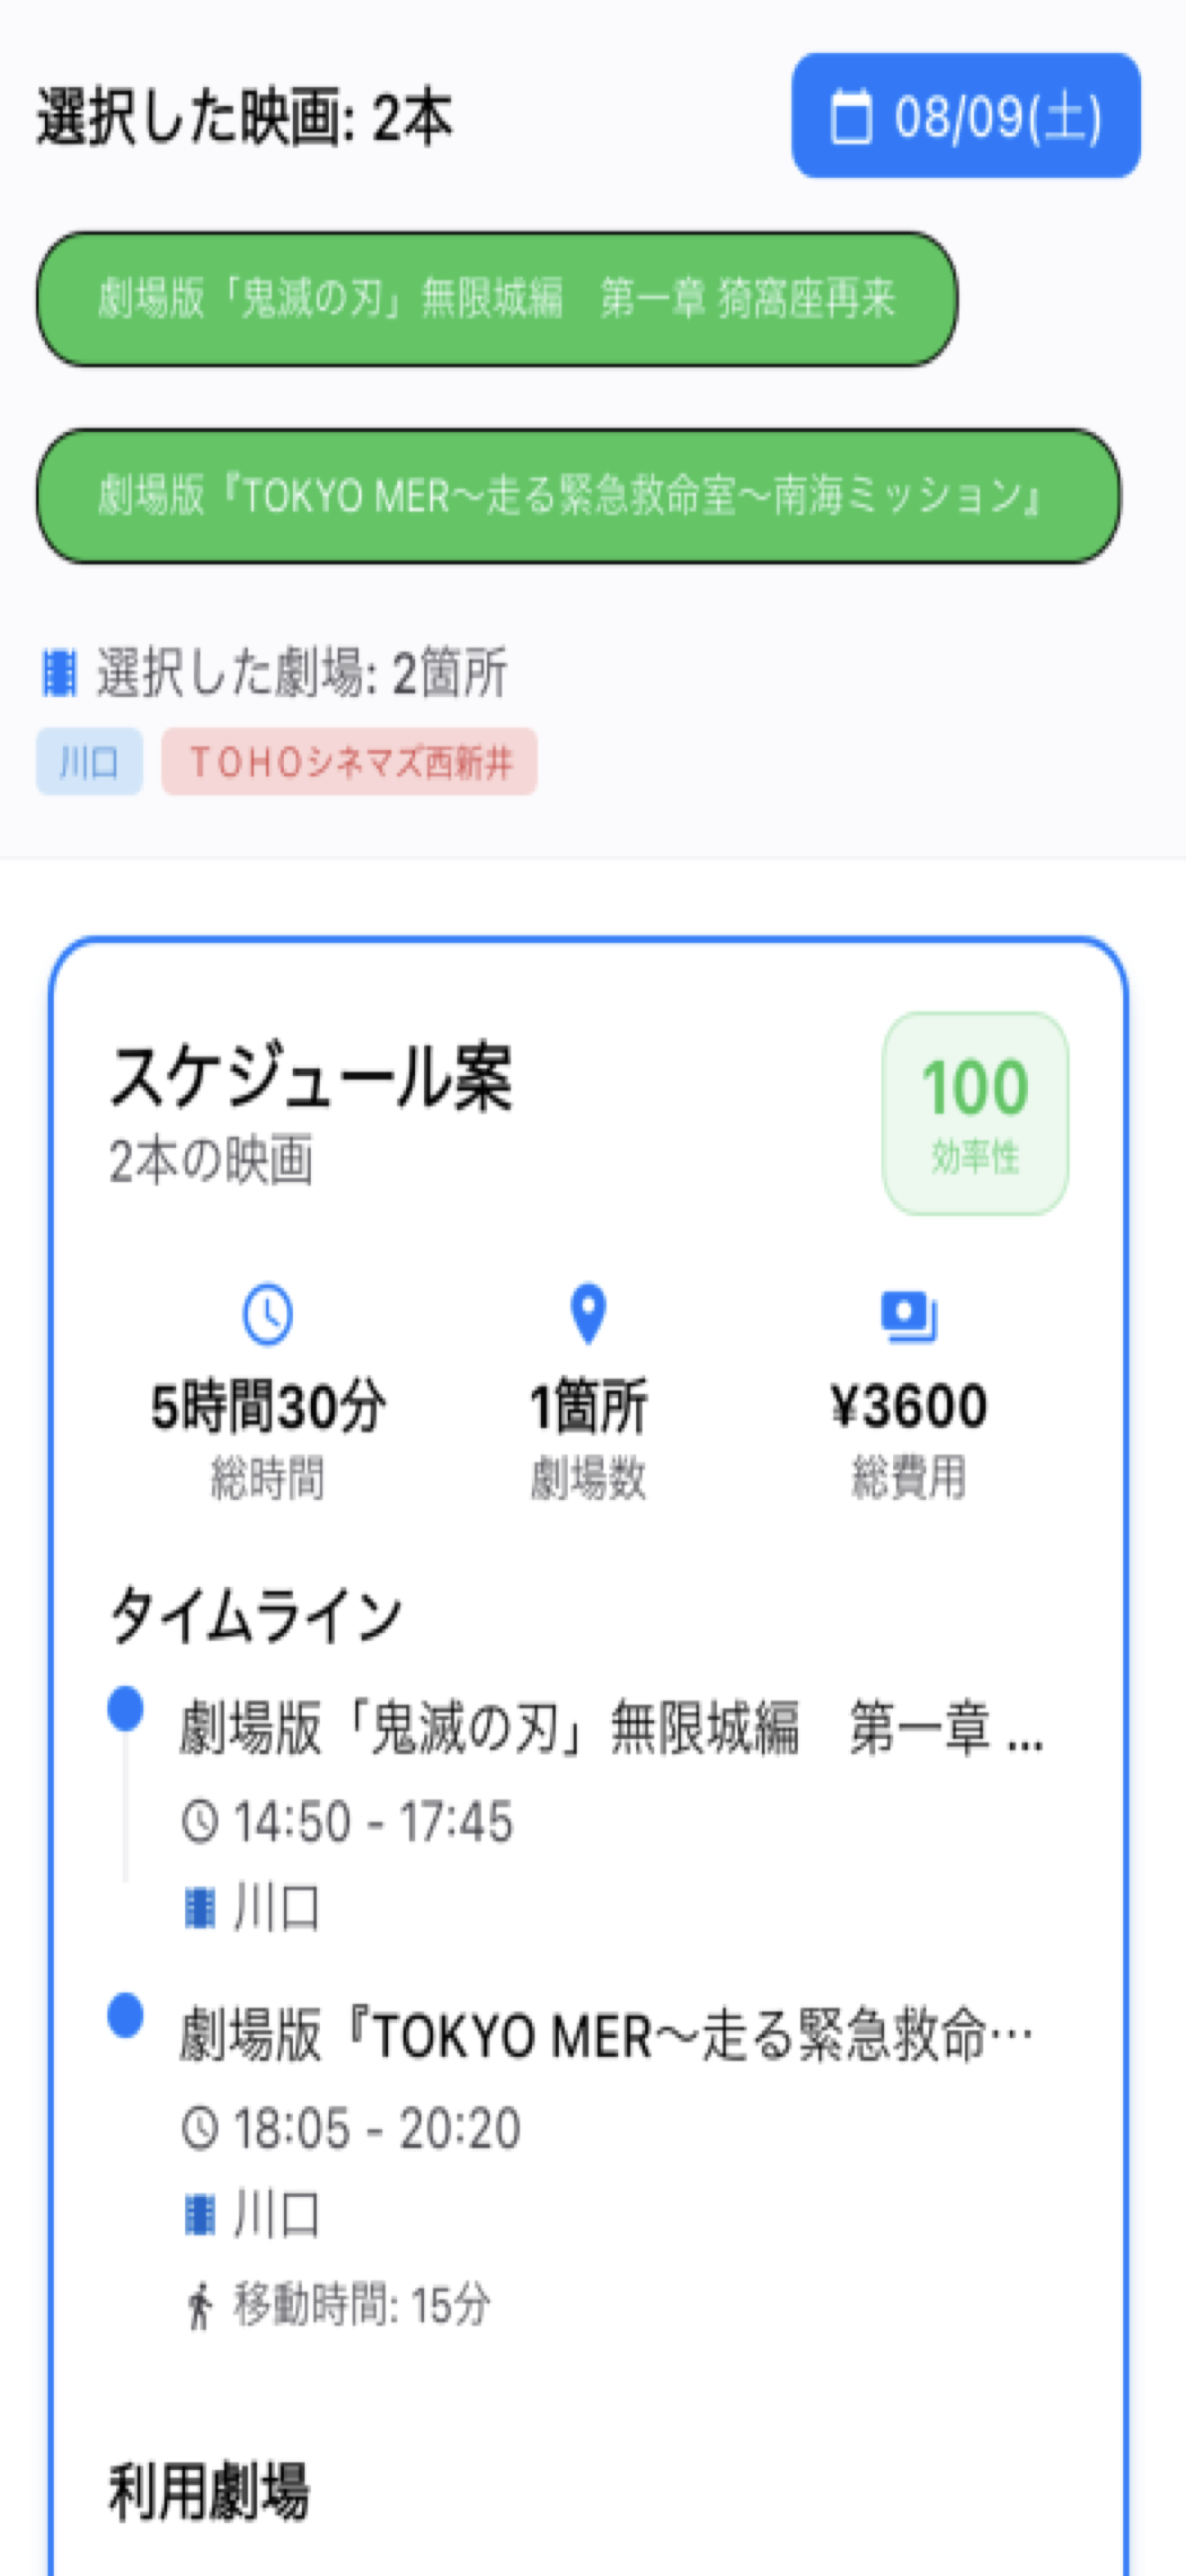 選択した映画: 2本
08/09(土)
劇場版「鬼滅の刃」無限城編　第一章 猗窩座再来
劇場版『TOKYO MER～走る緊急救命室～南海ミッション』
選択した劇場: 2箇所
川口
ＴＯＨＯシネマズ西新井
スケジュール案
2本の映画
100
効率性
5時間30分
総時間
1箇所
劇場数
¥3600
総費用
タイムライン
劇場版「鬼滅の刃」無限城編　第一章 ...
14:50 - 17:45
川口
劇場版『TOKYO MER～走る緊急救命…
18:05 - 20:20
川口
移動時間: 15分
利用劇場